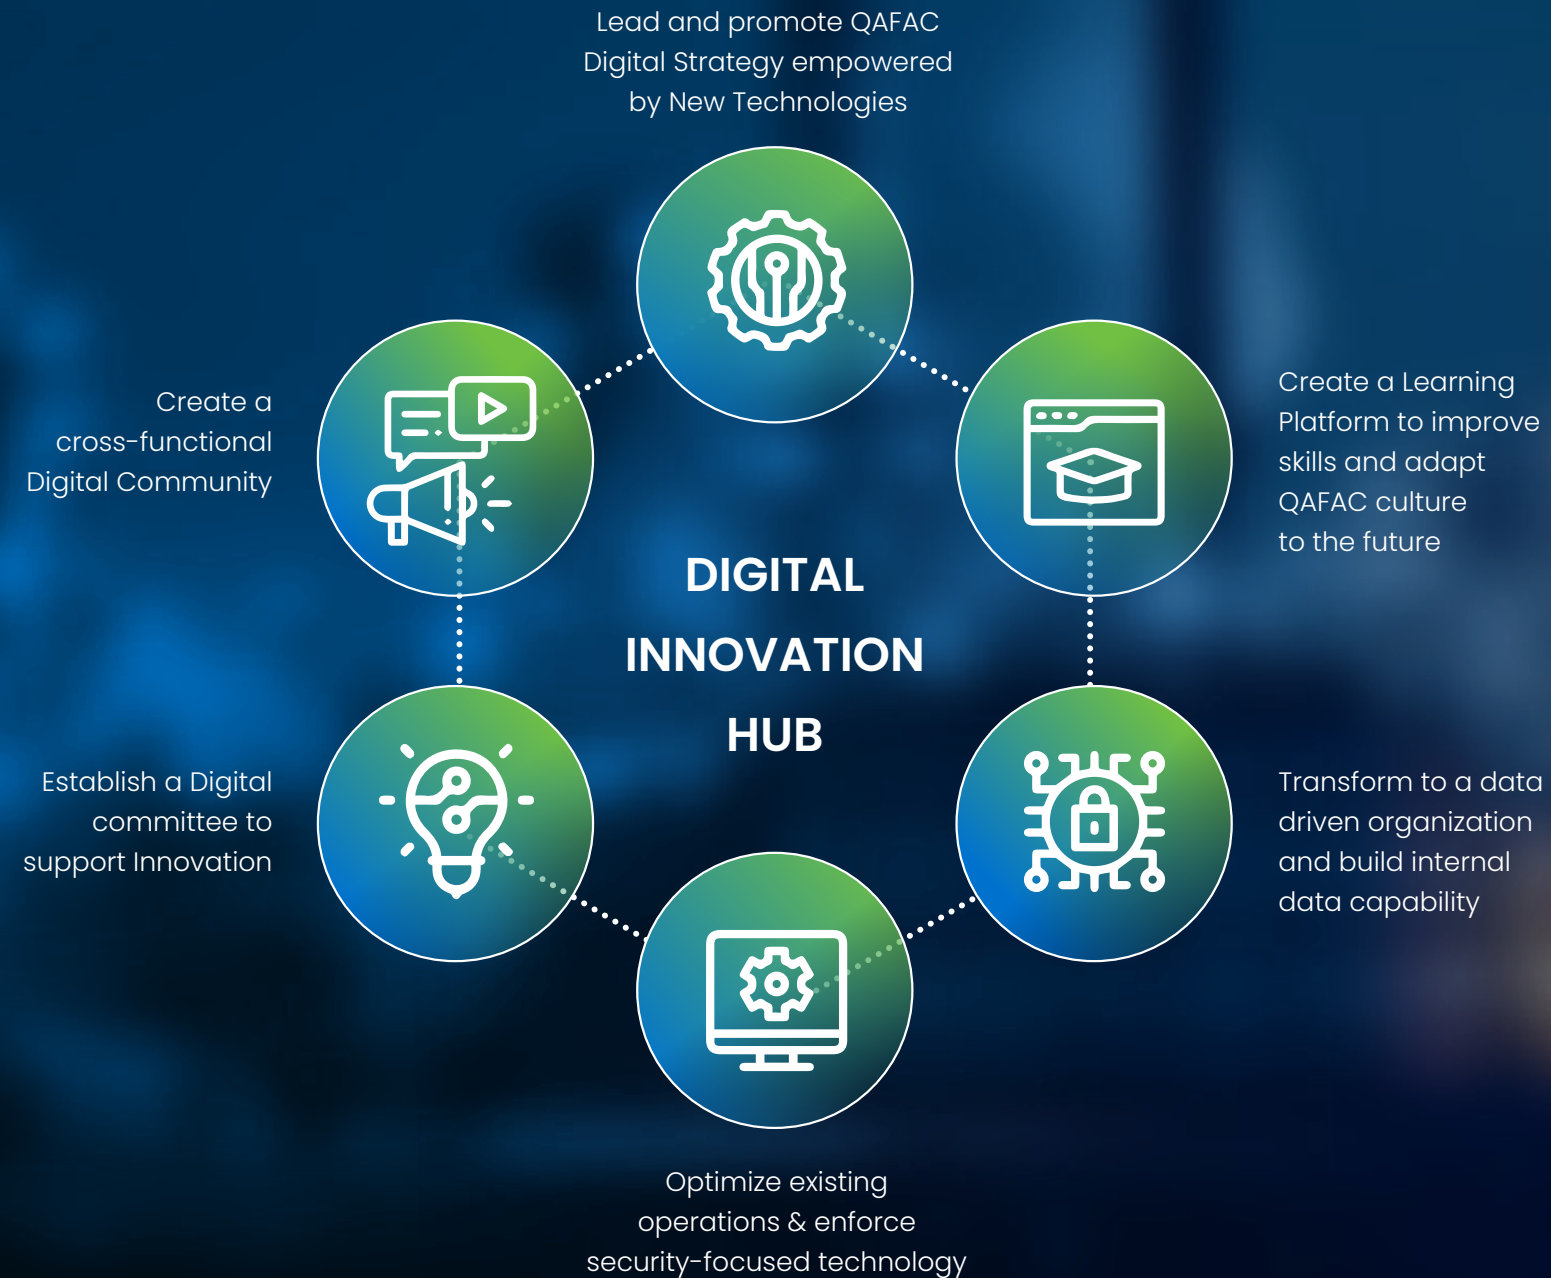 Lead and promote QAFAC
Digital Strategy empowered
by New Technologies
Create a Learning
Platform to improve
skills and adapt
QAFAC culture
to the future
Transform to a data
driven organization
and build internal
data capability
Optimize existing
operations & enforce
security-focused technology
Establish a Digital
committee to
support Innovation
Create a
cross-functional
Digital Community
DIGITAL
INNOVATION
HUB